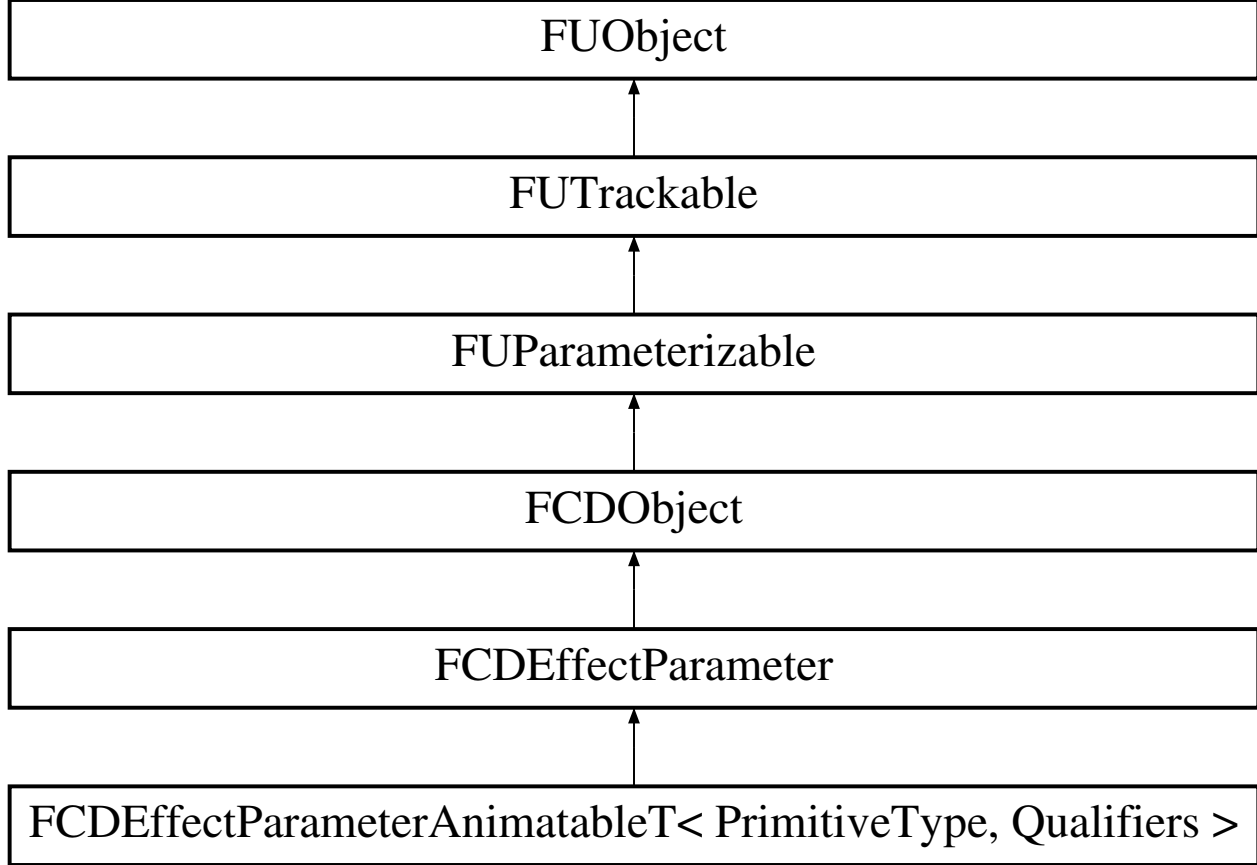 FUObject
FUTrackable
FUParameterizable
FCDObject
FCDEffectParameter
FCDEffectParameterAnimatableT< PrimitiveType, Qualifiers >